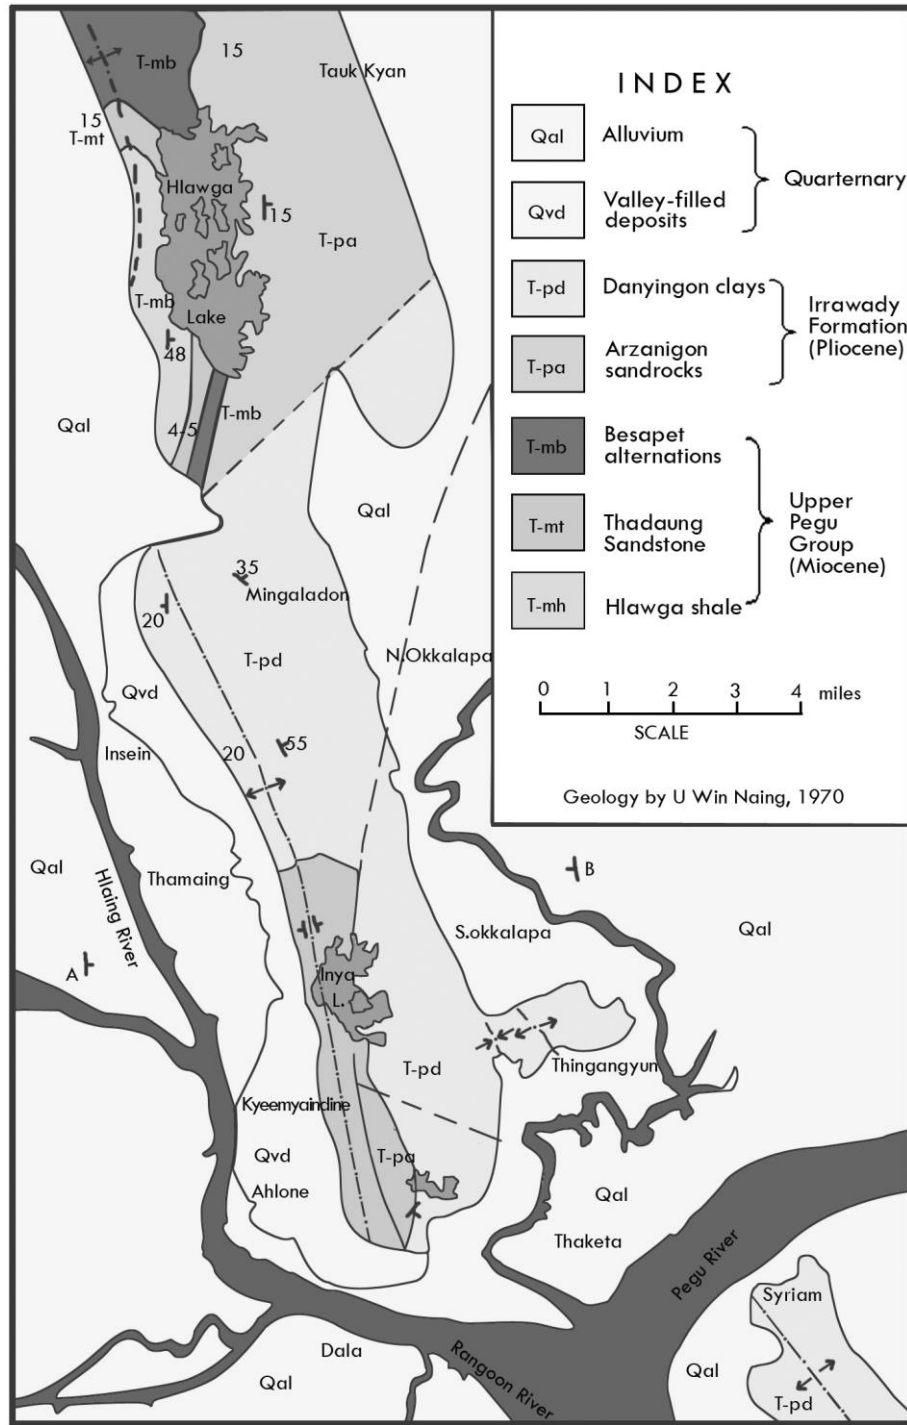 INDEX
Qal
Alluvium
Qvd
Valley-filled
deposits
Quarternary
T-pd
Danyingon clays
T-pa
Arzanigon
sandrocks
Irrawady
Formation
(Pliocene)
T-mb
Besapet
alternations
T-mt
Thadaung
Sandstone
T-mh
Hlawga shale
Upper
Pegu
Group
(Miocene)
0 1 2 3 4 miles
SCALE
Geology by U Win Naing, 1970
T-mb
15
Tauk Kyan
15
T-mt
Hlawga
15
T-pa
T-mb
Lake
48
T-mb
4-5
Qal
Qal
35
Mingaladon
20
T-pd
N.Okkalapa
Qvd
Insein
20
55
Qal
Thamaing
Hlaing River
B
S.okkalapa
Qal
A
Inya
L.
T-pd
Thingangyun
Kyeemyaindine
Qvd
T-pa
Ahlone
Qal
Thaketa
Pegu River
Syriam
Dala
Qal
Rangoon River
Qal
T-pd